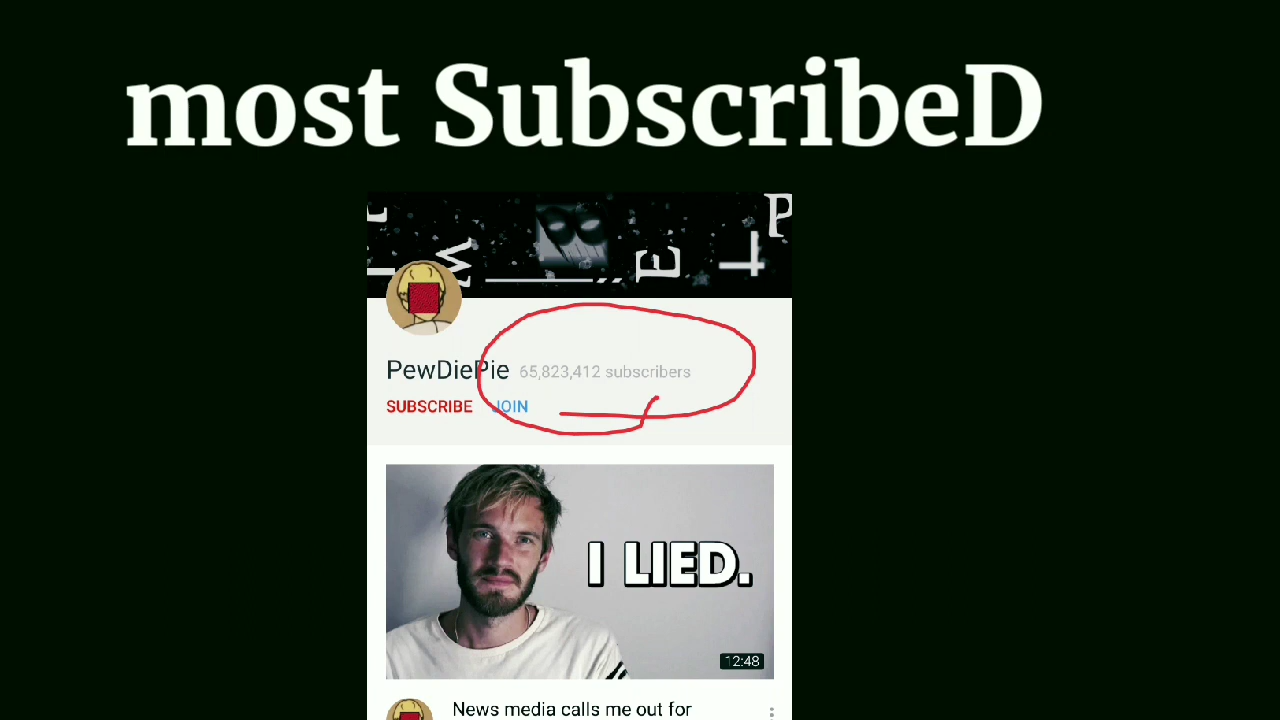 most SubscribeD
P
W
E
T
PewDiePie 65,823,412 subscribers
SUBSCRIBE JOIN
I LIED.
12:48
News media calls me out for